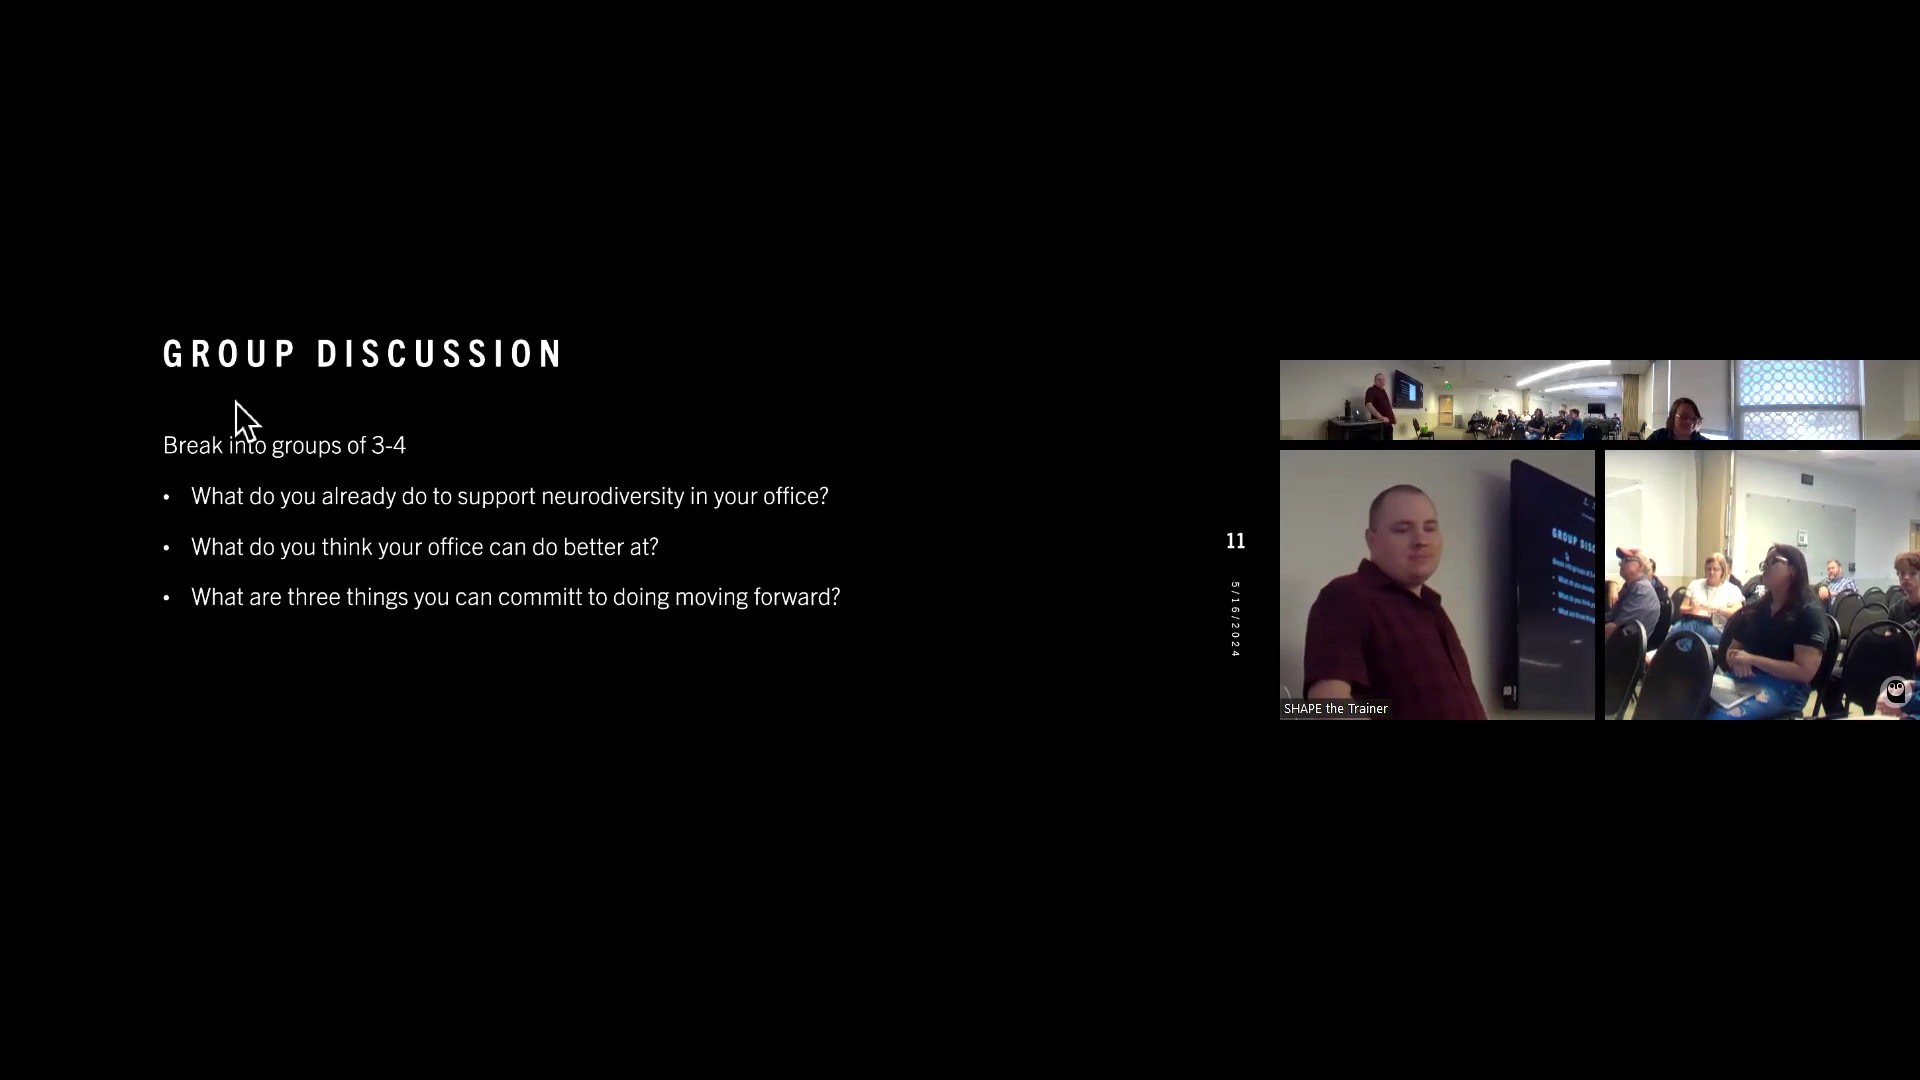 GROUP DISCUSSION
Break into groups of 3-4
• What do you already do to support neurodiversity in your office?
• What do you think your office can do better at?
• What are three things you can committ to doing moving forward?
11
5/16/2024
GROUP DISC
SHAPE the Trainer